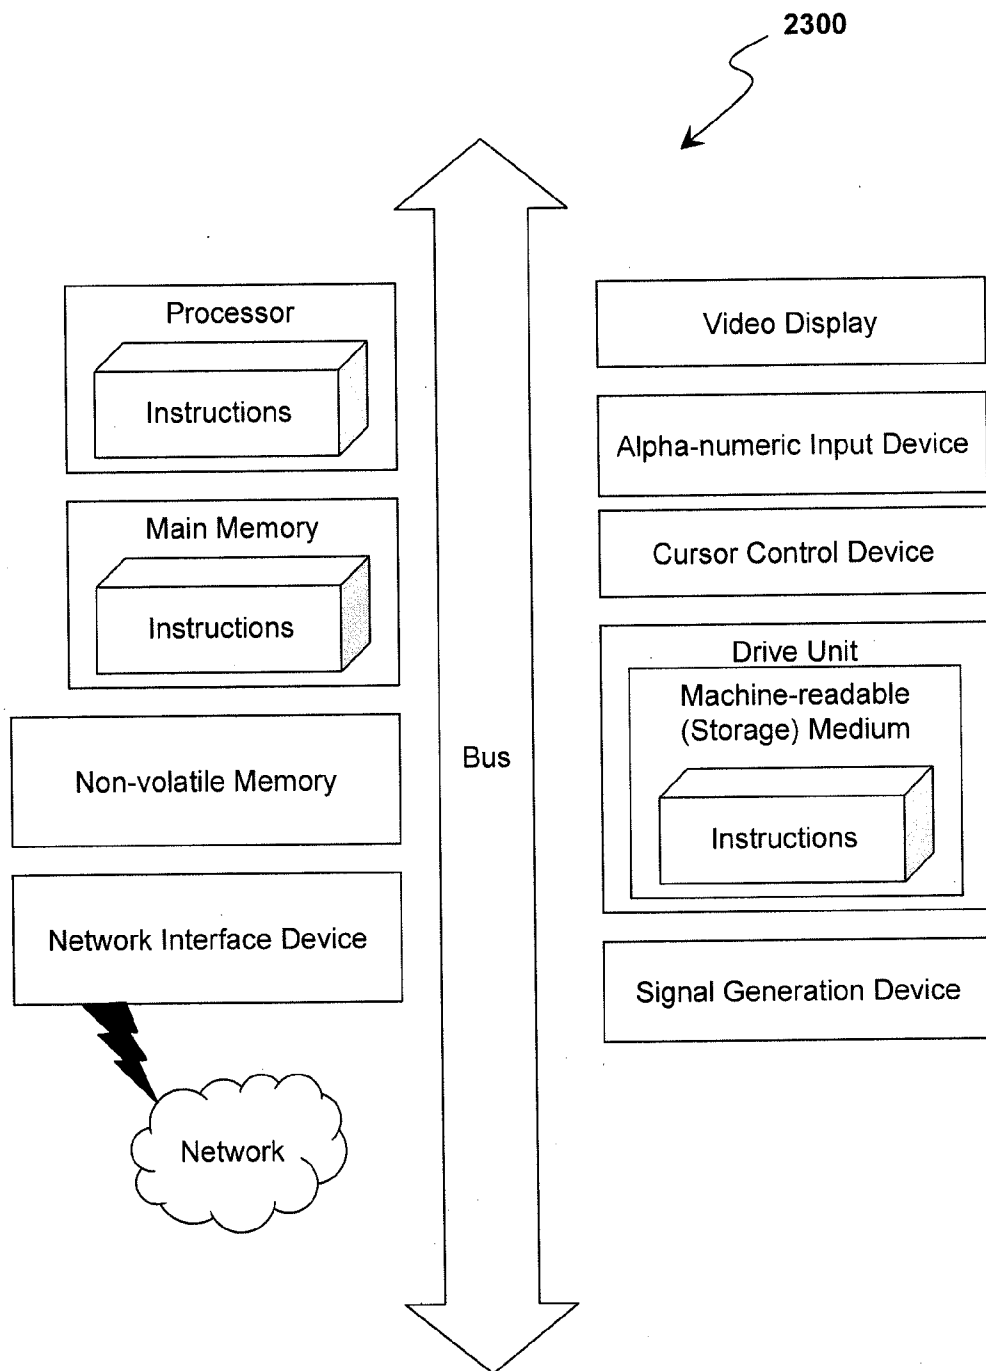 2300
Processor
Instructions
Main Memory
Instructions
Non-volatile Memory
Network Interface Device
Network
Bus
Video Display
Alpha-numeric Input Device
Cursor Control Device
Drive Unit
Machine-readable
(Storage) Medium
Instructions
Signal Generation Device